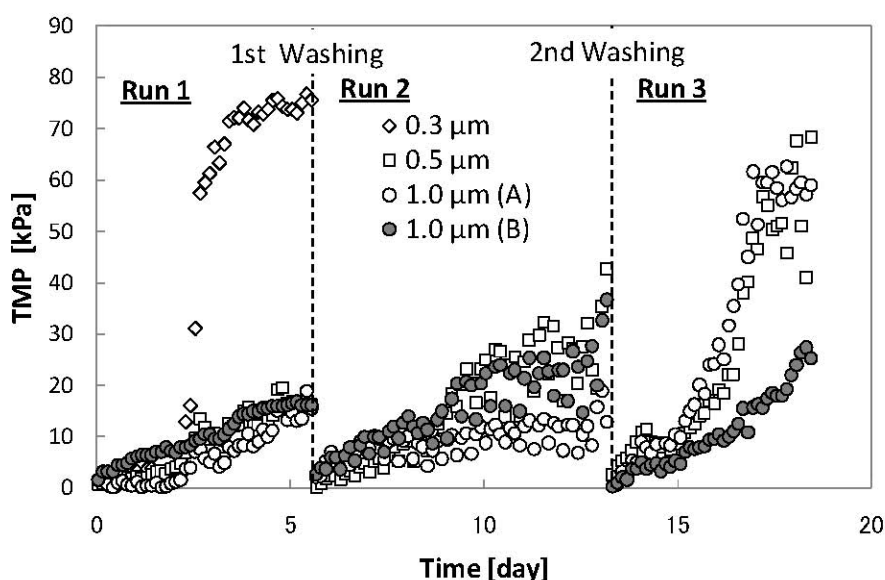 90
80
70
60
50
40
30
20
10
0
TMP [kPa]
1st Washing
2nd Washing
Run 1
Run 2
Run 3
0.3 μm
0.5 μm
1.0 μm (A)
1.0 μm (B)
0 5 10 15 20
Time [day]